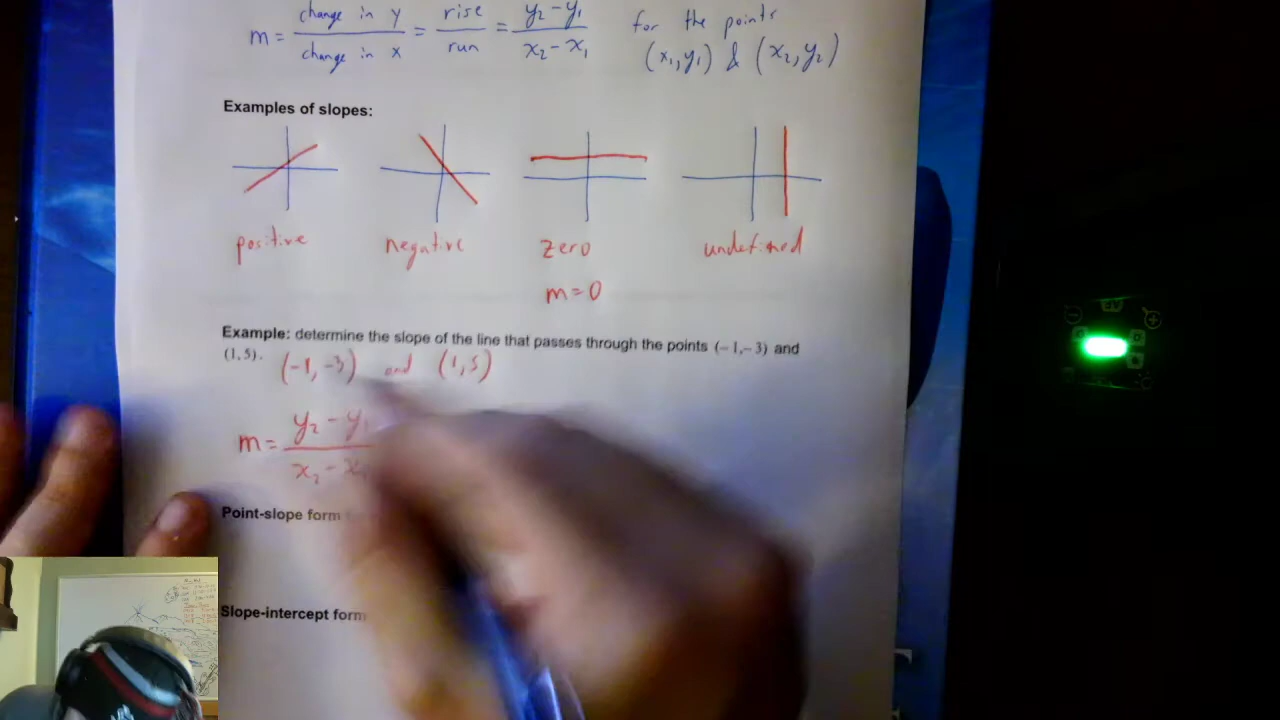 m = change in y / change in x = rise / run = y₂ - y₁ / x₂ - x₁ for the points (x₁, y₁) & (x₂, y₂)
Examples of slopes:
positive negative zero undefined
m = 0
Example: determine the slope of the line that passes through the points (-1,-3) and
(1, 5). (-1, -3) and (1, 5)
m = y₂ - y₁ / x₂ - x₁
Point-slope form
Slope-intercept form